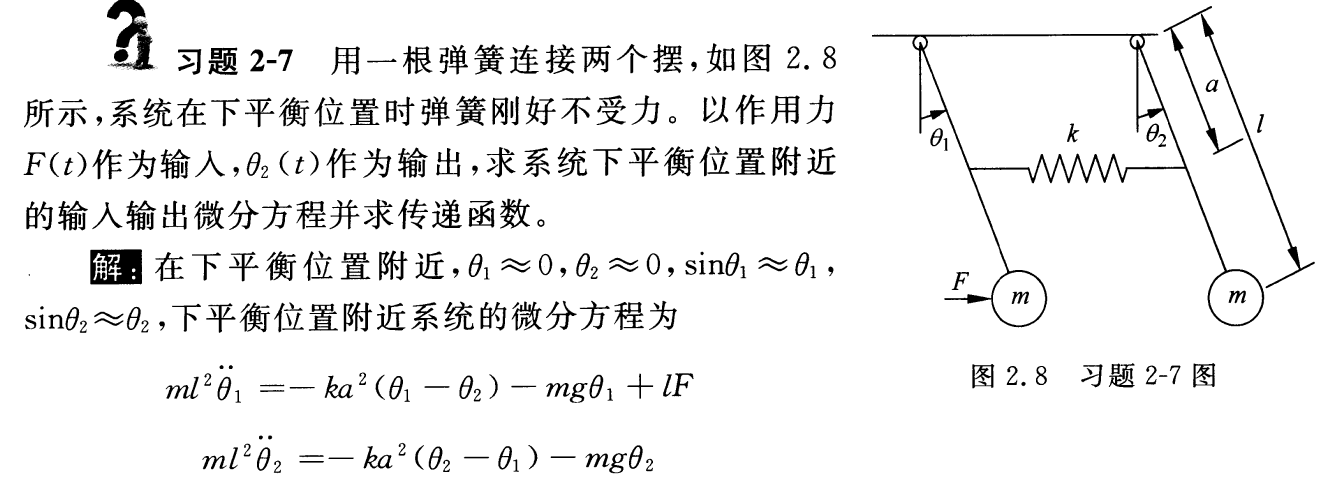 习题 2-7 用一根弹簧连接两个摆,如图 2.8
所示,系统在下平衡位置时弹簧刚好不受力。以作用力
F(t)作为输入,θ₂(t)作为输出,求系统下平衡位置附近
的输入输出微分方程并求传递函数。
解:在下平衡位置附近,θ₁≈0,θ₂≈0,sinθ₁≈θ₁,
sinθ₂≈θ₂,下平衡位置附近系统的微分方程为
ml²θ̈₁ =-ka²(θ₁-θ₂)-mgθ₁+lF
ml²θ̈₂ =-ka²(θ₂-θ₁)-mgθ₂
θ₁
k
θ₂
a
l
F
m
m
图 2.8 习题 2-7 图